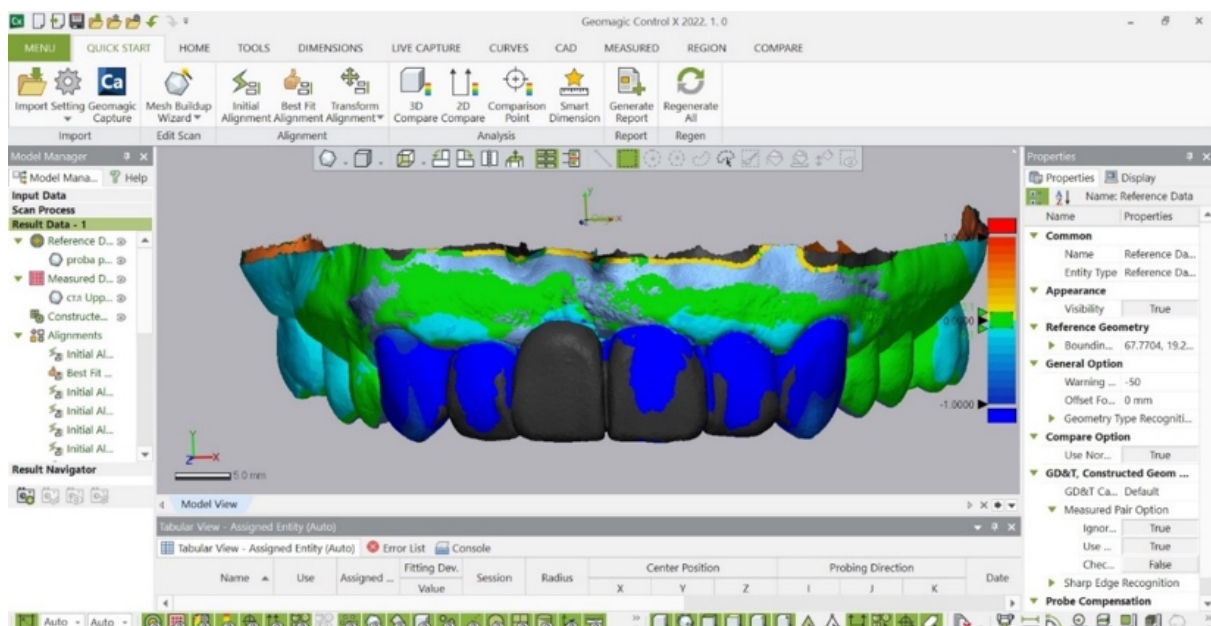 Geomagic Control X 2022. 1. 0
MENU QUICK START HOME TOOLS DIMENSIONS LIVE CAPTURE CURVES CAD MEASURED REGION COMPARE
Import Setting Geomagic Capture Mesh Buildup Wizard Initial Alignment Best Fit Alignment Transform Alignment 3D Compare 2D Compare Comparison Point Smart Dimension Generate Report Regenerate All
Import Edit Scan Alignment Analysis Report Regen
Model Manager
Model Mana... Help
Input Data
Scan Process
Result Data - 1
Reference D...
proba p...
Measured D...
стл Upp...
Constructe...
Alignments
Initial Al...
Best Fit ...
Initial Al...
Initial Al...
Initial Al...
Initial Al...
Result Navigator
Y
X
Z
5.0 mm
-1.0000
Model View
Tabular View - Assigned Entity (Auto)
Tabular View - Assigned Entity (Auto) Error List Console
Name Use Assigned ... Fitting Dev. Session Radius Center Position Probing Direction Date
Value X Y Z I J K
Auto Auto
Properties
Properties Display
Name: Reference Data
Name Properties
Common
Name Reference Da...
Entity Type Reference Da...
Appearance
Visibility True
Reference Geometry
Boundin... 67.7704, 19.2...
General Option
Warning ... -50
Offset Fo... 0 mm
Geometry Type Recogniti...
Compare Option
Use Nor... True
GD&T, Constructed Geom ...
GD&T Ca... Default
Measured Pair Option
Ignor... True
Use ... True
Chec... False
Sharp Edge Recognition
Probe Compensation